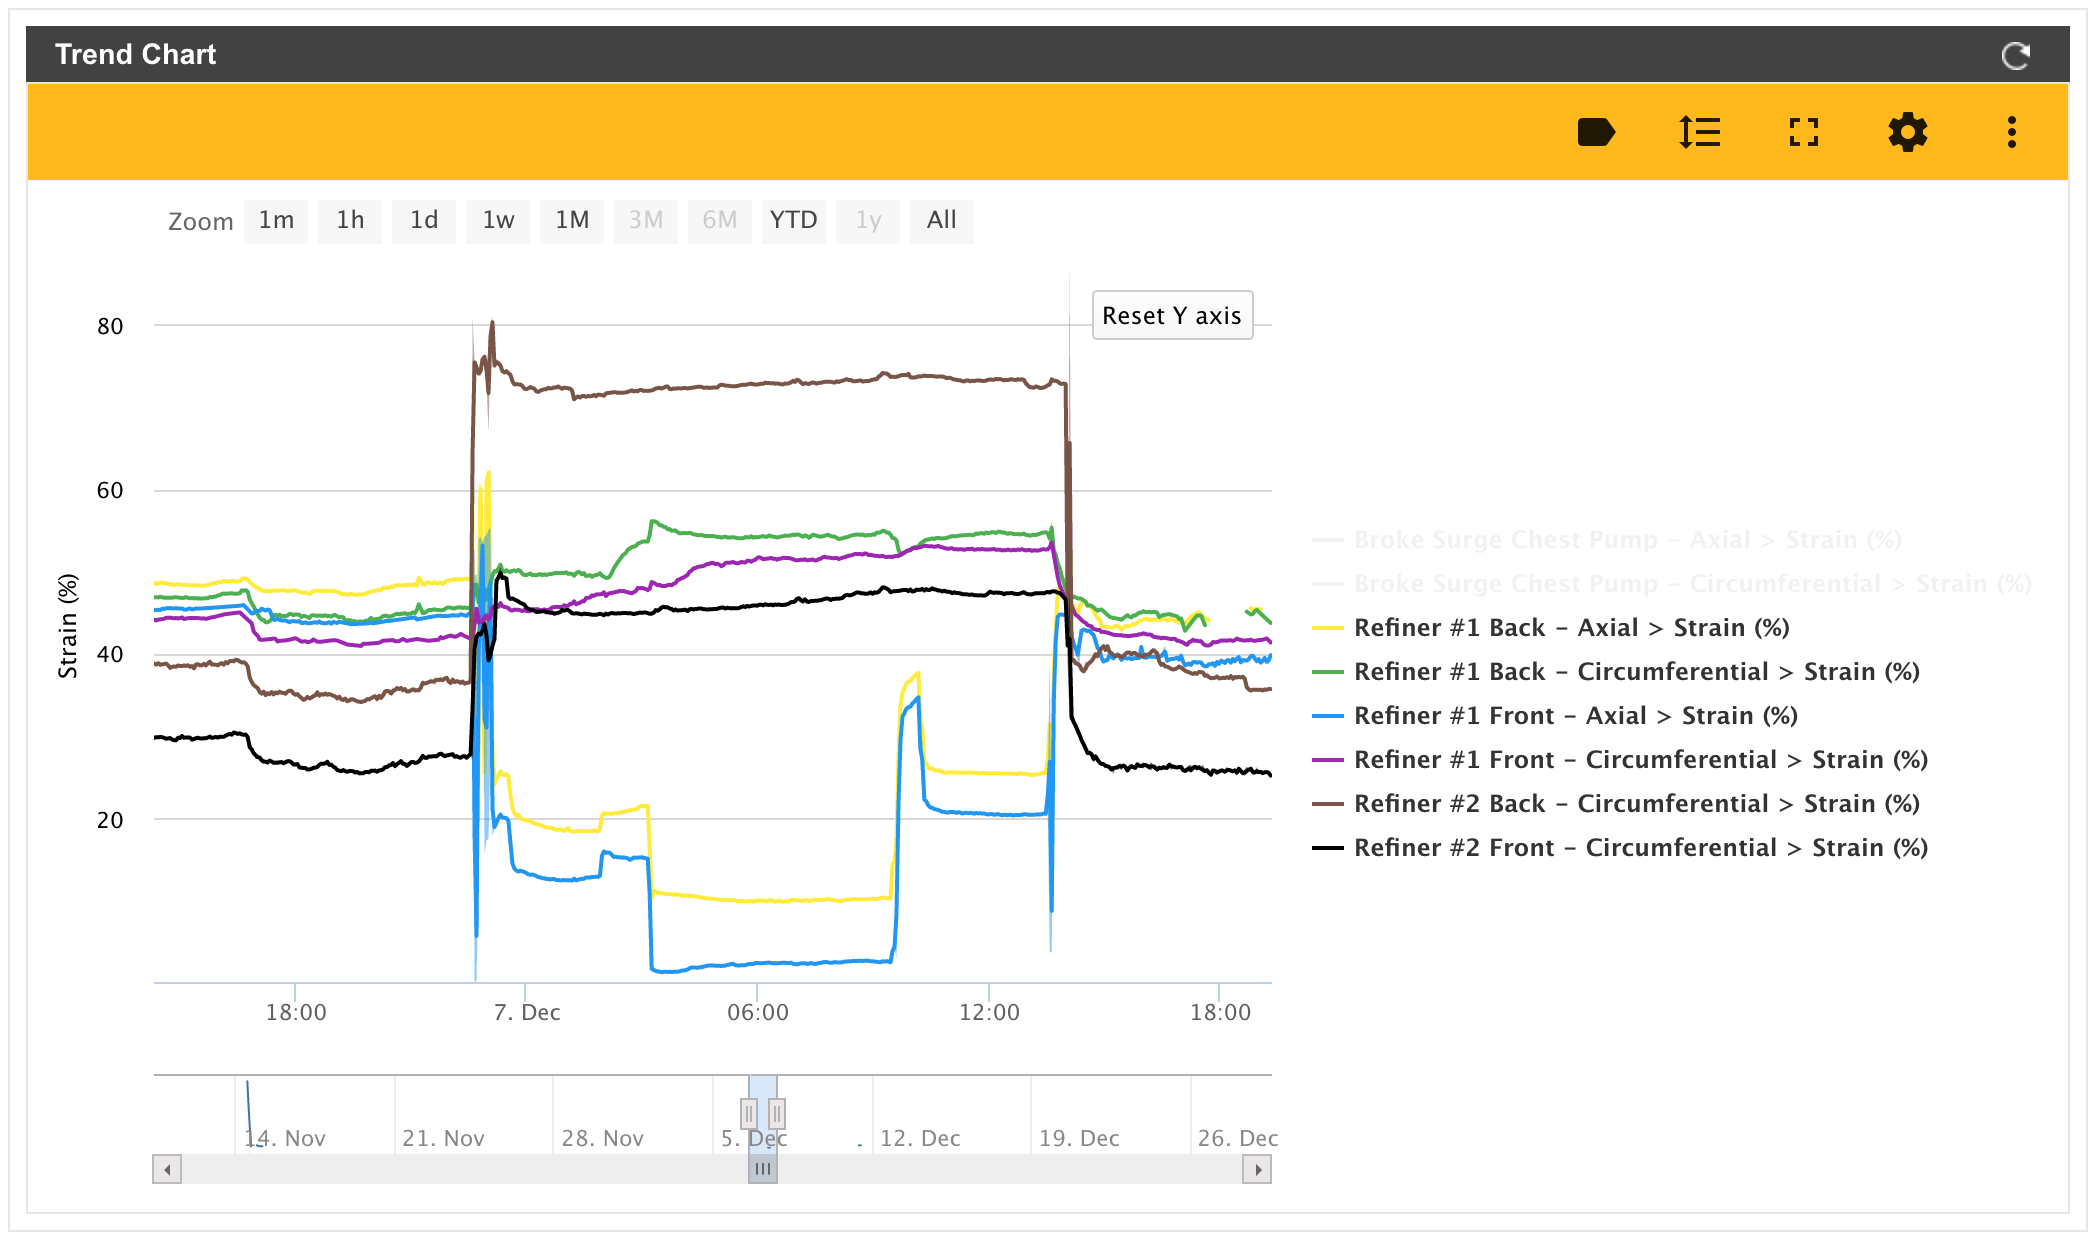 Trend Chart
Zoom 1m 1h 1d 1w 1M 3M 6M YTD 1y All
Reset Y axis
80
60
40
20
Strain (%)
18:00 7. Dec 06:00 12:00 18:00
Broke Surge Chest Pump – Axial > Strain (%)
Broke Surge Chest Pump – Circumferential > Strain (%)
Refiner #1 Back – Axial > Strain (%)
Refiner #1 Back – Circumferential > Strain (%)
Refiner #1 Front – Axial > Strain (%)
Refiner #1 Front – Circumferential > Strain (%)
Refiner #2 Back – Circumferential > Strain (%)
Refiner #2 Front – Circumferential > Strain (%)
14. Nov 21. Nov 28. Nov 5. Dec 12. Dec 19. Dec 26. Dec